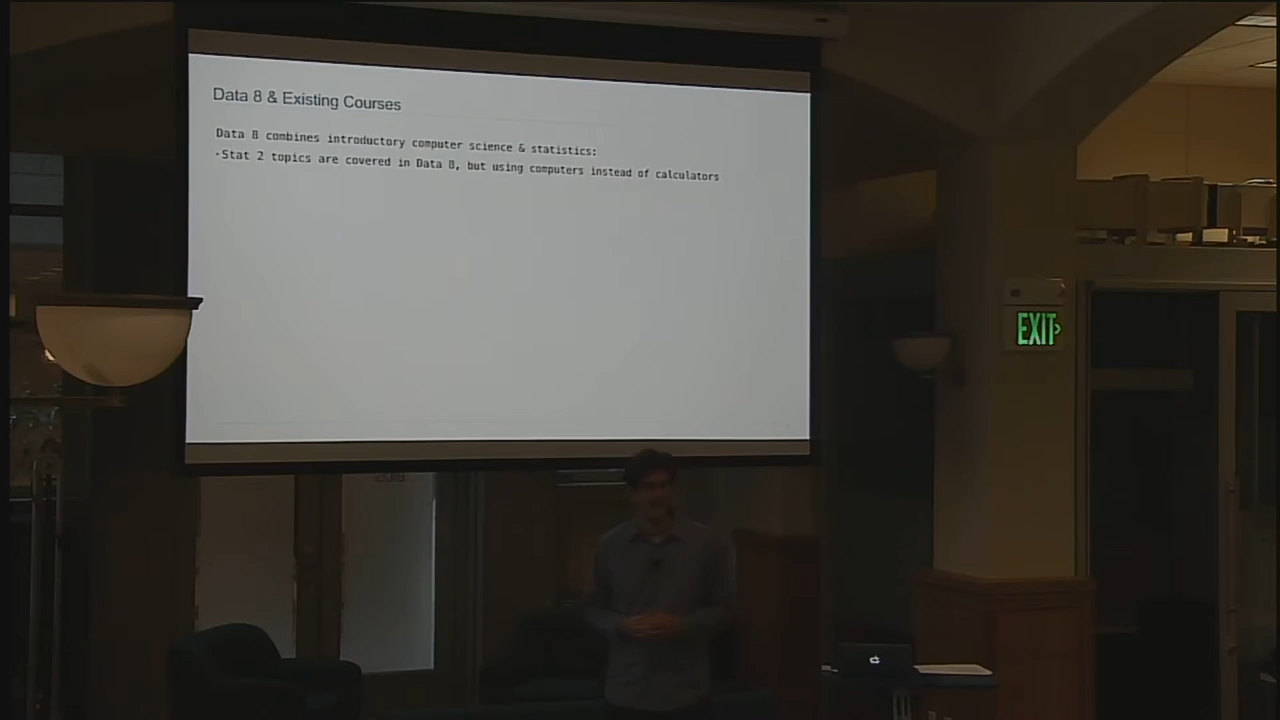 Data 8 & Existing Courses
Data 8 combines introductory computer science & statistics:
·Stat 2 topics are covered in Data 8, but using computers instead of calculators
EXIT